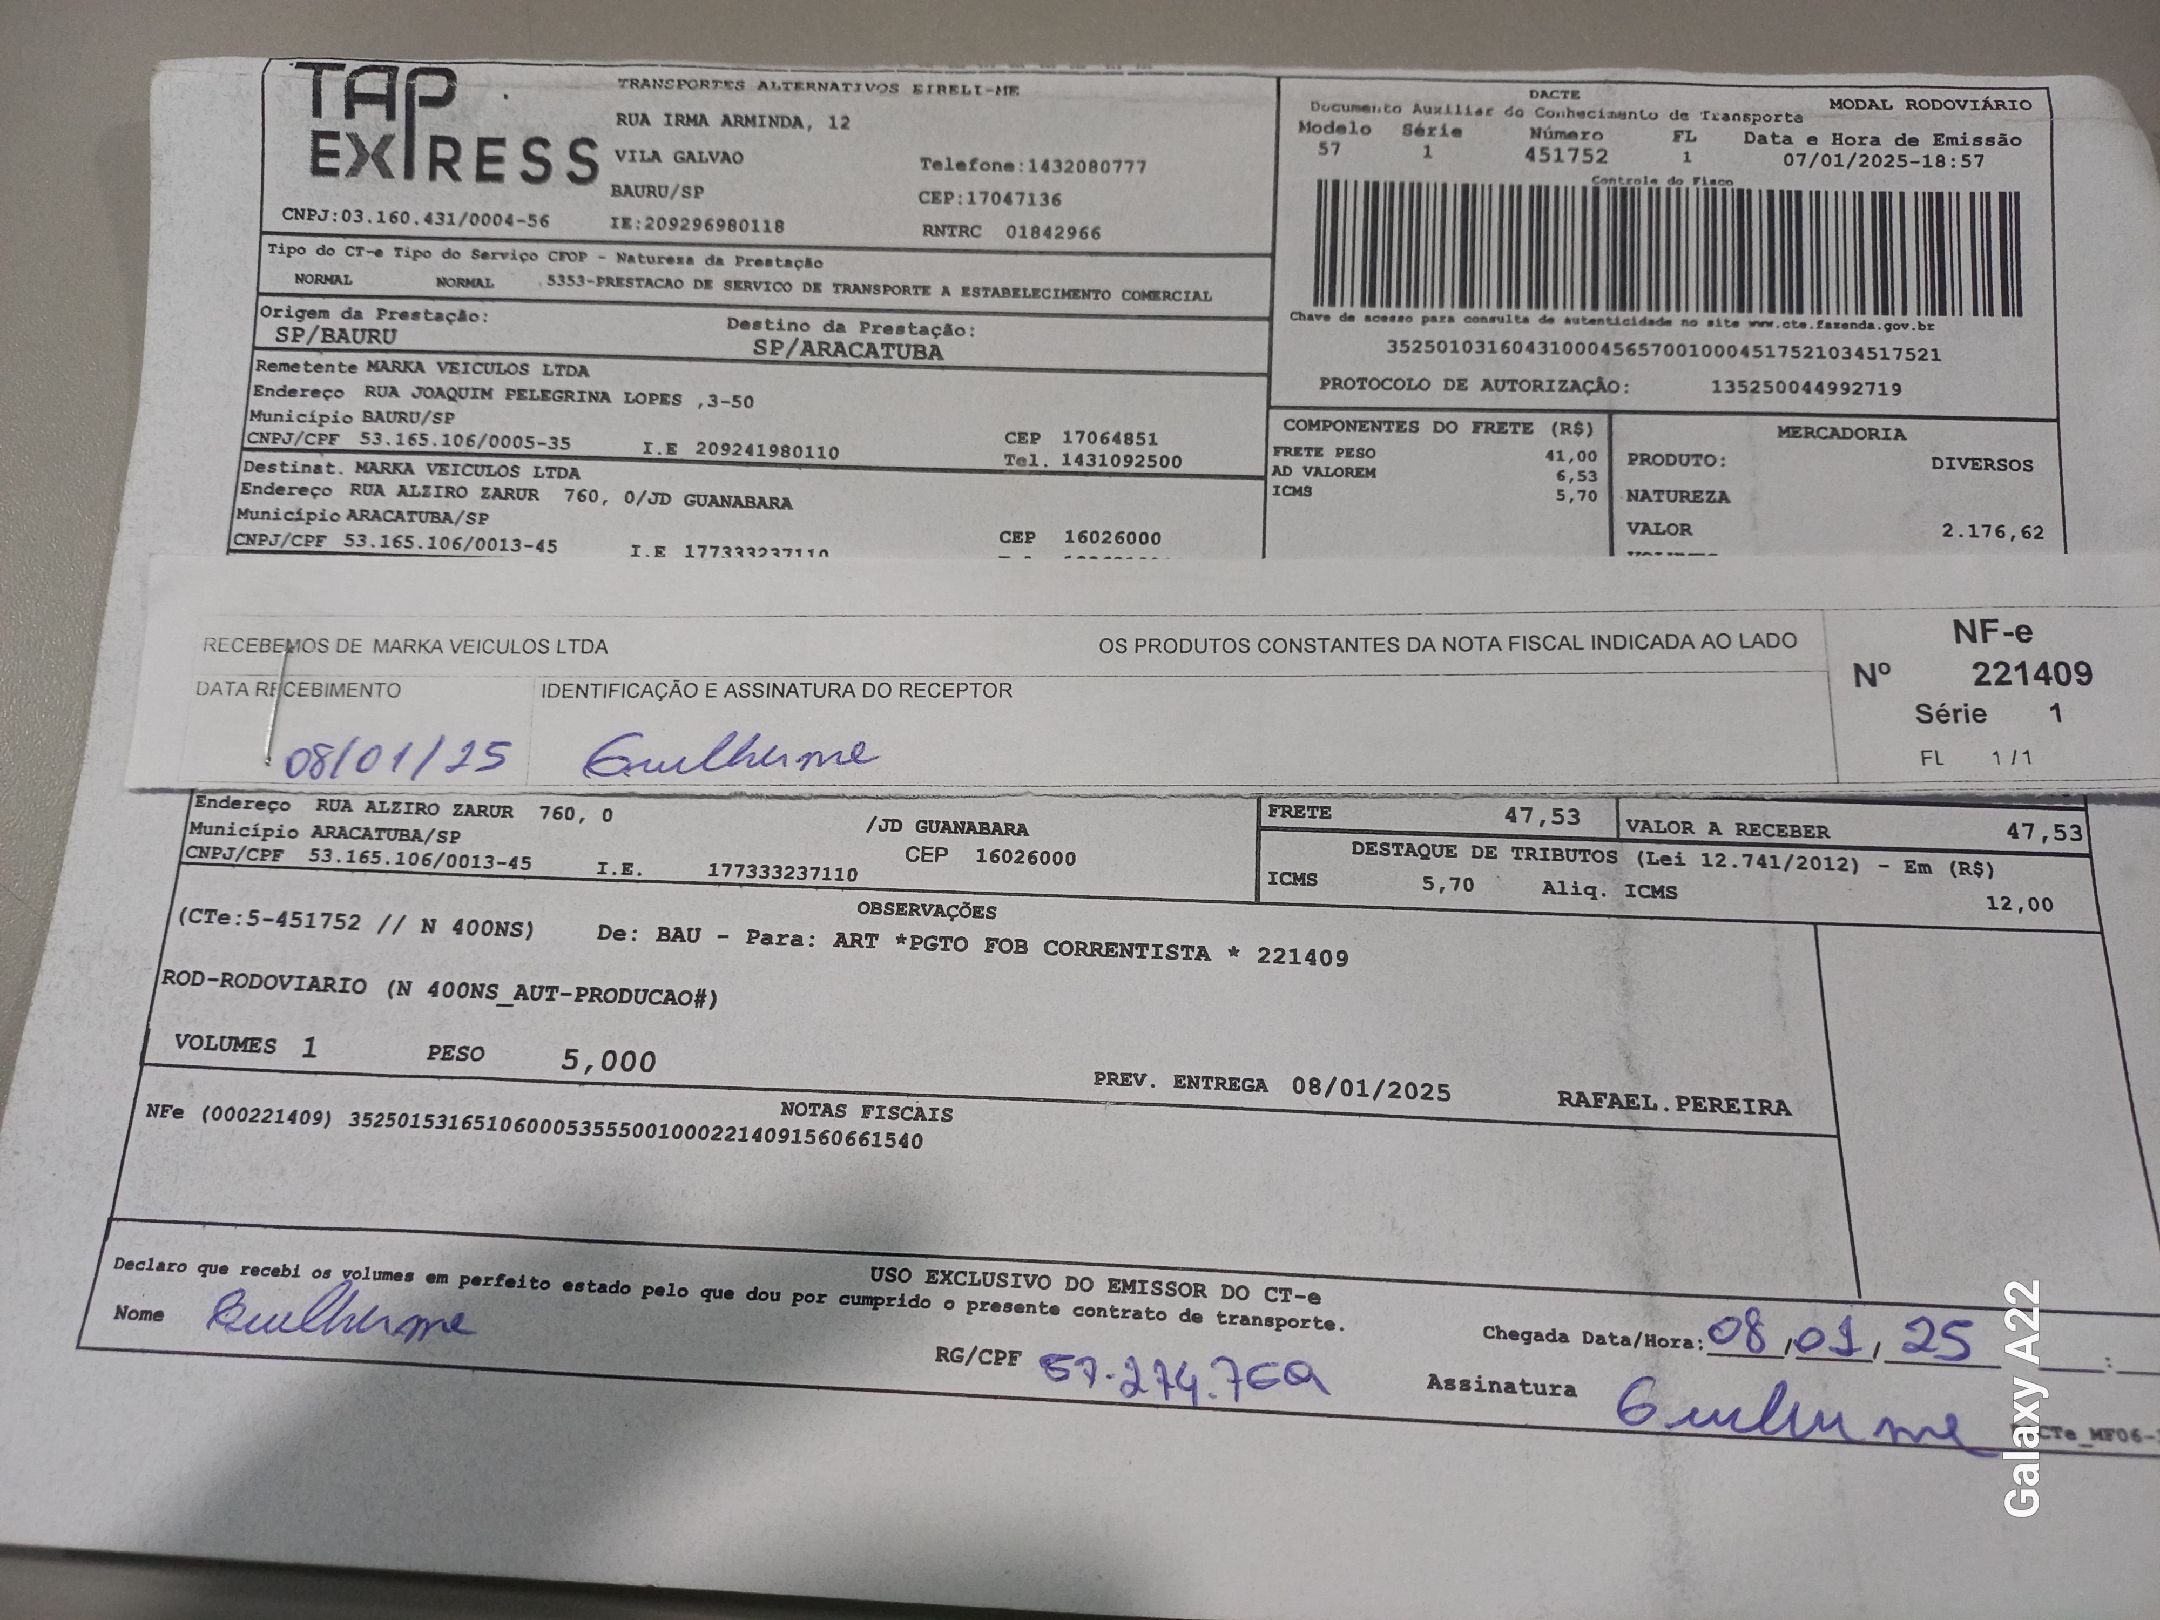 TAP
EXPRESS
TRANSPORTES ALTERNATIVOS EIRELI-ME
RUA IRMA ARMINDA, 12
VILA GALVAO Telefone:1432080777
BAURU/SP CEP:17047136
CNPJ:03.160.431/0004-56 IE:209296980118 RNTRC 01842966
DACTE MODAL RODOVIÁRIO
Documento Auxiliar do Conhecimento de Transporte
Modelo Série Número FL Data e Hora de Emissão
57 1 451752 1 07/01/2025-18:57
Controle do Fisco
Chave de acesso para consulta de autenticidade no site www.cte.fazenda.gov.br
35250103160431000456570010004517521034517521
PROTOCOLO DE AUTORIZAÇÃO: 135250044992719
Tipo do CT-e Tipo do Serviço CFOP - Natureza da Prestação
NORMAL NORMAL 5353-PRESTACAO DE SERVICO DE TRANSPORTE A ESTABELECIMENTO COMERCIAL
Origem da Prestação: Destino da Prestação:
SP/BAURU SP/ARACATUBA
Remetente MARKA VEICULOS LTDA
Endereço RUA JOAQUIM PELEGRINA LOPES ,3-50
Município BAURU/SP
CNPJ/CPF 53.165.106/0005-35 I.E 209241980110 CEP 17064851
Tel. 1431092500
Destinat. MARKA VEICULOS LTDA
Endereço RUA ALZIRO ZARUR 760, 0/JD GUANABARA
Município ARACATUBA/SP
CNPJ/CPF 53.165.106/0013-45 I.E 177333237110 CEP 16026000
COMPONENTES DO FRETE (R$)
FRETE PESO 41,00
AD VALOREM 6,53
ICMS 5,70
MERCADORIA
PRODUTO: DIVERSOS
NATUREZA
VALOR 2.176,62
RECEBEMOS DE MARKA VEICULOS LTDA OS PRODUTOS CONSTANTES DA NOTA FISCAL INDICADA AO LADO
DATA RECEBIMENTO IDENTIFICAÇÃO E ASSINATURA DO RECEPTOR
08/01/25 Guilherme
NF-e
Nº 221409
Série 1
FL 1/1
Endereço RUA ALZIRO ZARUR 760, 0 /JD GUANABARA
Município ARACATUBA/SP CEP 16026000
CNPJ/CPF 53.165.106/0013-45 I.E. 177333237110
FRETE 47,53 VALOR A RECEBER 47,53
DESTAQUE DE TRIBUTOS (Lei 12.741/2012) - Em (R$)
ICMS 5,70 Aliq. ICMS 12,00
OBSERVAÇÕES
(CTe:5-451752 // N 400NS) De: BAU - Para: ART *PGTO FOB CORRENTISTA * 221409
ROD-RODOVIARIO (N 400NS_AUT-PRODUCAO#)
VOLUMES 1 PESO 5,000 PREV. ENTREGA 08/01/2025 RAFAEL.PEREIRA
NOTAS FISCAIS
NFe (000221409) 35250153165106000535550010002214091560661540
USO EXCLUSIVO DO EMISSOR DO CT-e
Declaro que recebi os volumes em perfeito estado pelo que dou por cumprido o presente contrato de transporte.
Nome Guilherme RG/CPF 57.274.769 Chegada Data/Hora: 08/01/25
Assinatura Guilherme
CTe_MF06-
Galaxy A22